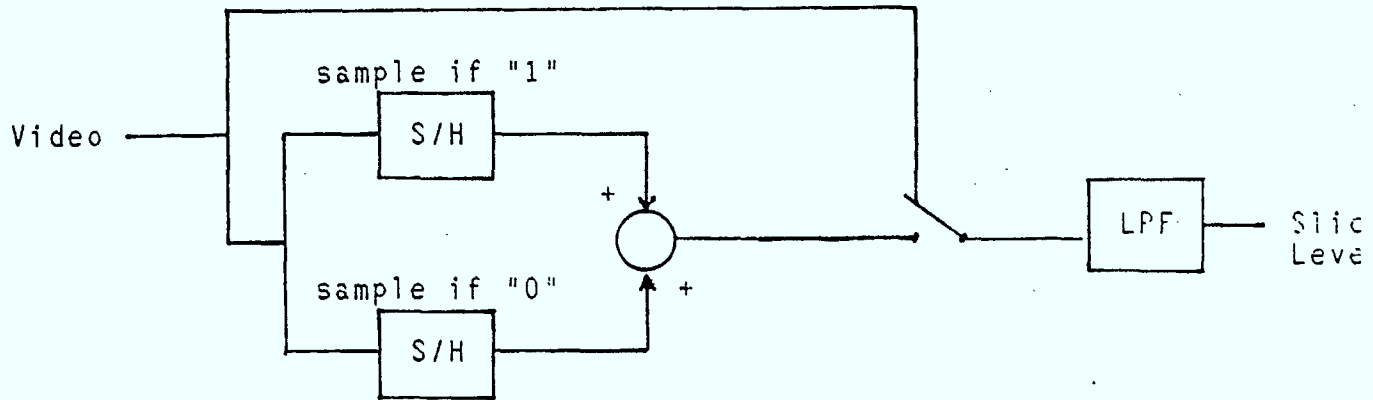 sample if "1"
Video
S/H
+
LPF
Slic
Leve
sample if "0"
+
S/H